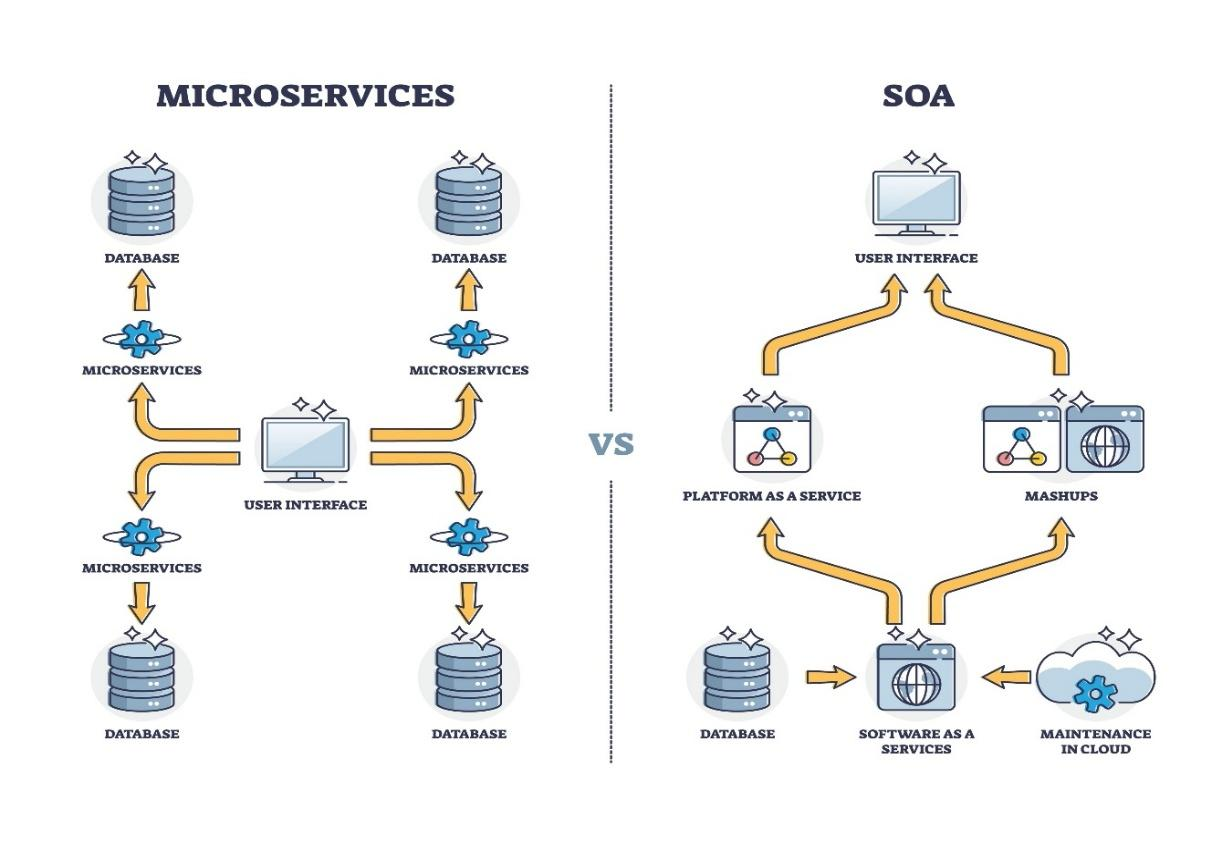 MICROSERVICES
DATABASE
DATABASE
MICROSERVICES
MICROSERVICES
USER INTERFACE
MICROSERVICES
MICROSERVICES
DATABASE
DATABASE
VS
SOA
USER INTERFACE
PLATFORM AS A SERVICE
MASHUPS
DATABASE
SOFTWARE AS A
SERVICES
MAINTENANCE
IN CLOUD